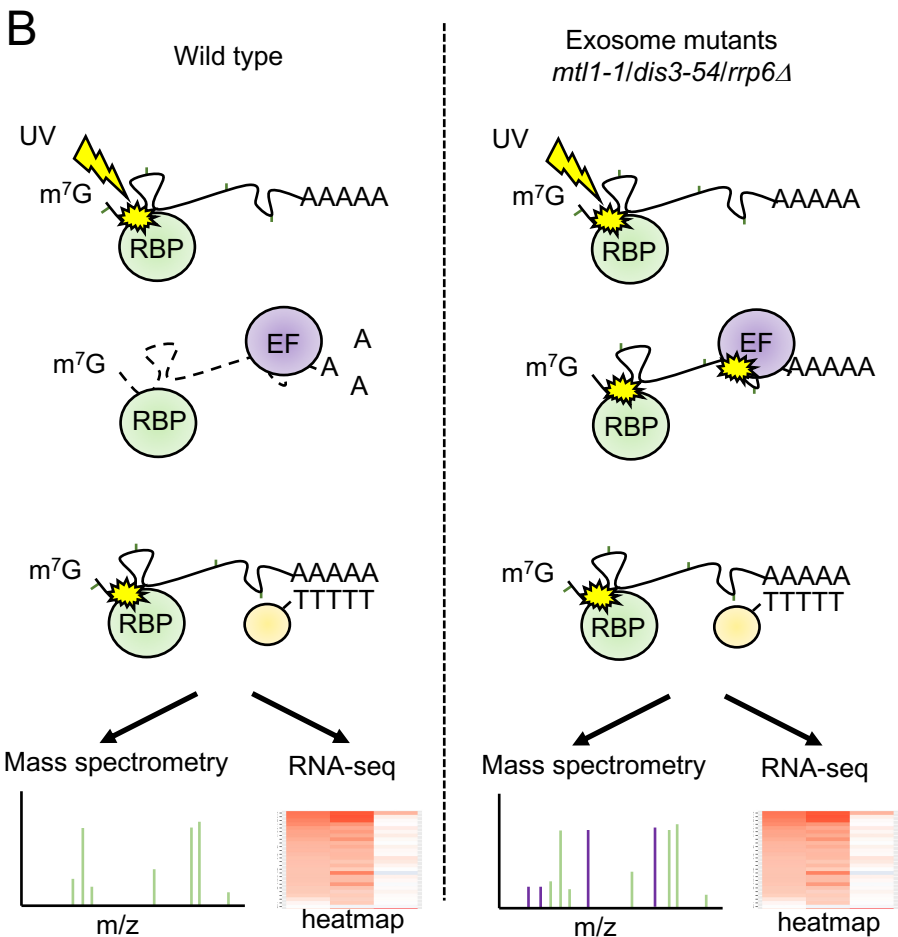 B
Wild type
UV
m⁷G
AAAAA
RBP
m⁷G
EF
A
A
A
RBP
m⁷G
AAAAA
TTTTT
RBP
Mass spectrometry
RNA-seq
m/z
heatmap
Exosome mutants
mtl1-1/dis3-54/rrp6Δ
UV
m⁷G
AAAAA
RBP
m⁷G
EF
AAAAA
RBP
m⁷G
AAAAA
TTTTT
RBP
Mass spectrometry
RNA-seq
m/z
heatmap